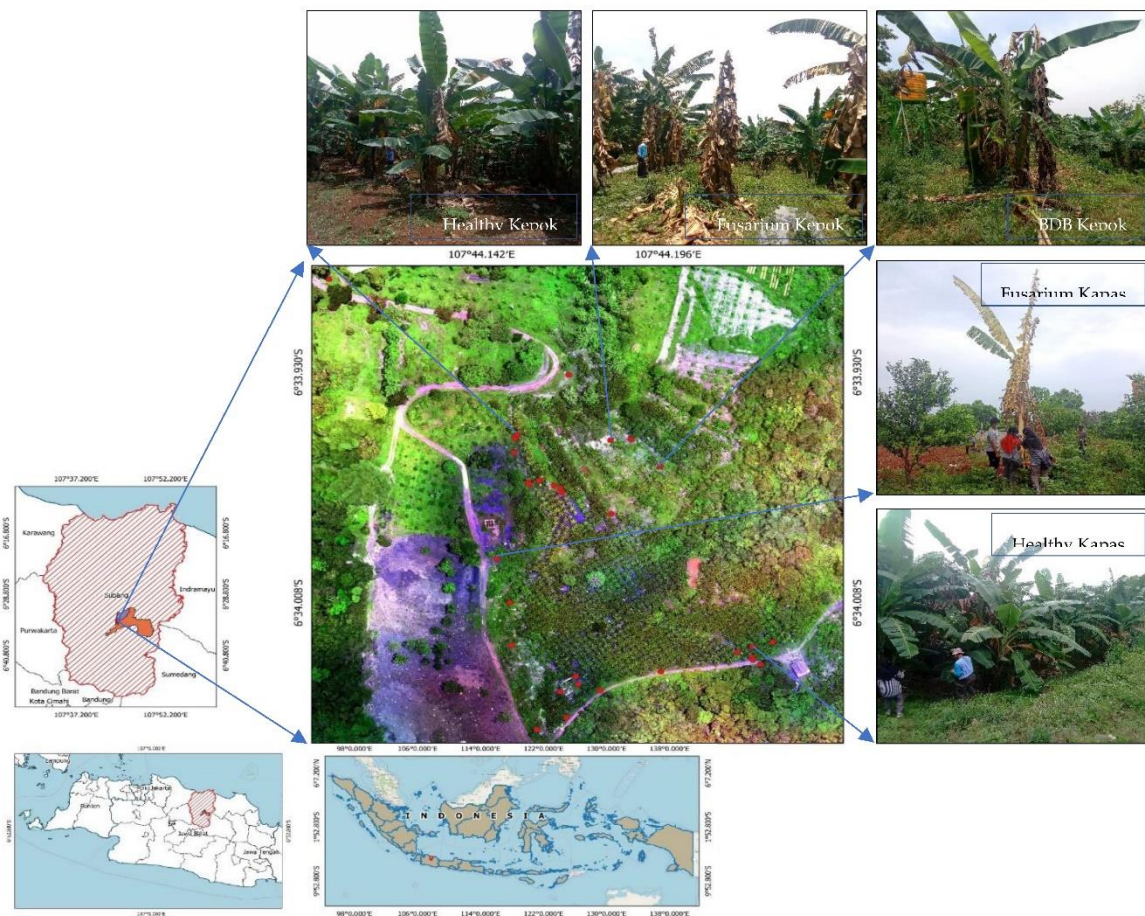 Healthy Kepok
Fusarium Kepok
BDB Kepok
107°44.142'E
107°44.196'E
Fusarium Kapas
6°33.930'S
6°33.930'S
6°34.008'S
6°34.008'S
Healthy Kapas
107°37.200'E
107°52.200'E
6°16.800'S
6°16.800'S
Karawang
Subang
Indramayu
6°28.800'S
6°28.800'S
Purwakarta
6°40.800'S
6°40.800'S
Sumedang
Bandung Barat
Kota Cimahi
Bandung
107°37.200'E
107°52.200'E
98°0.000'E
106°0.000'E
114°0.000'E
122°0.000'E
130°0.000'E
138°0.000'E
6°7.200'N
6°7.200'N
INDONESIA
1°52.800'S
1°52.800'S
9°52.800'S
9°52.800'S
98°0.000'E
106°0.000'E
114°0.000'E
122°0.000'E
130°0.000'E
138°0.000'E
Banten
Jawa Barat
Jawa Tengah
107°0.000'E